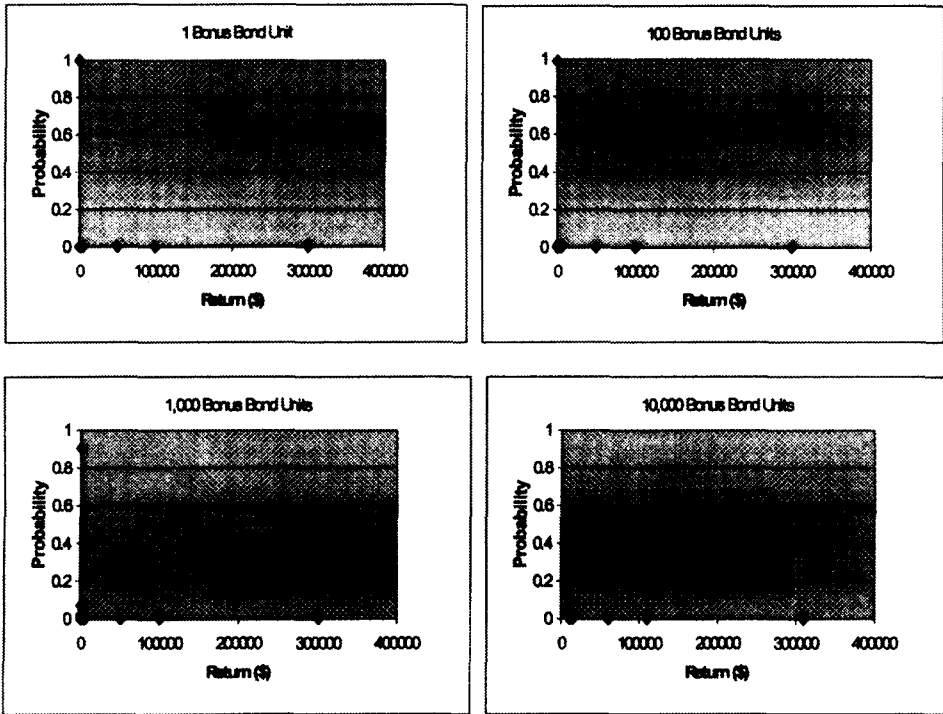 1 Bonus Bond Unit
1
0.8
0.6
0.4
0.2
0
Probability
0 100000 200000 300000 400000
Return ($)
100 Bonus Bond Units
1
0.8
0.6
0.4
0.2
0
Probability
0 100000 200000 300000 400000
Return ($)
1,000 Bonus Bond Units
1
0.8
0.6
0.4
0.2
0
Probability
0 100000 200000 300000 400000
Return ($)
10,000 Bonus Bond Units
1
0.8
0.6
0.4
0.2
0
Probability
0 100000 200000 300000 400000
Return ($)